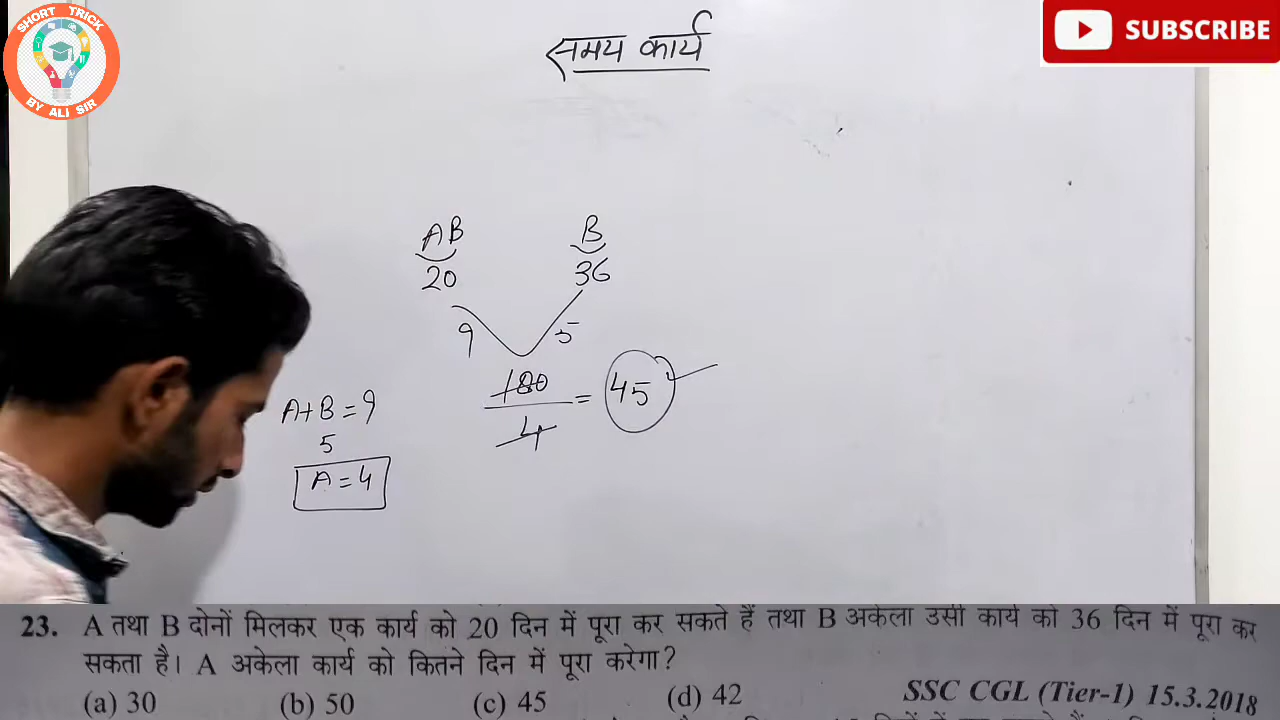 SHORT TRICK
BY ALI SIR
SUBSCRIBE
समय कार्य
AB B
20 36
9 5
180
4
= 45
A+B = 9
5
A = 4
23. A तथा B दोनों मिलकर एक कार्य को 20 दिन में पूरा कर सकते हैं तथा B अकेला उसी कार्य को 36 दिन में पूरा कर
सकता है। A अकेला कार्य को कितने दिन में पूरा करेगा?
(a) 30 (b) 50 (c) 45 (d) 42 SSC CGL (Tier-1) 15.3.2018